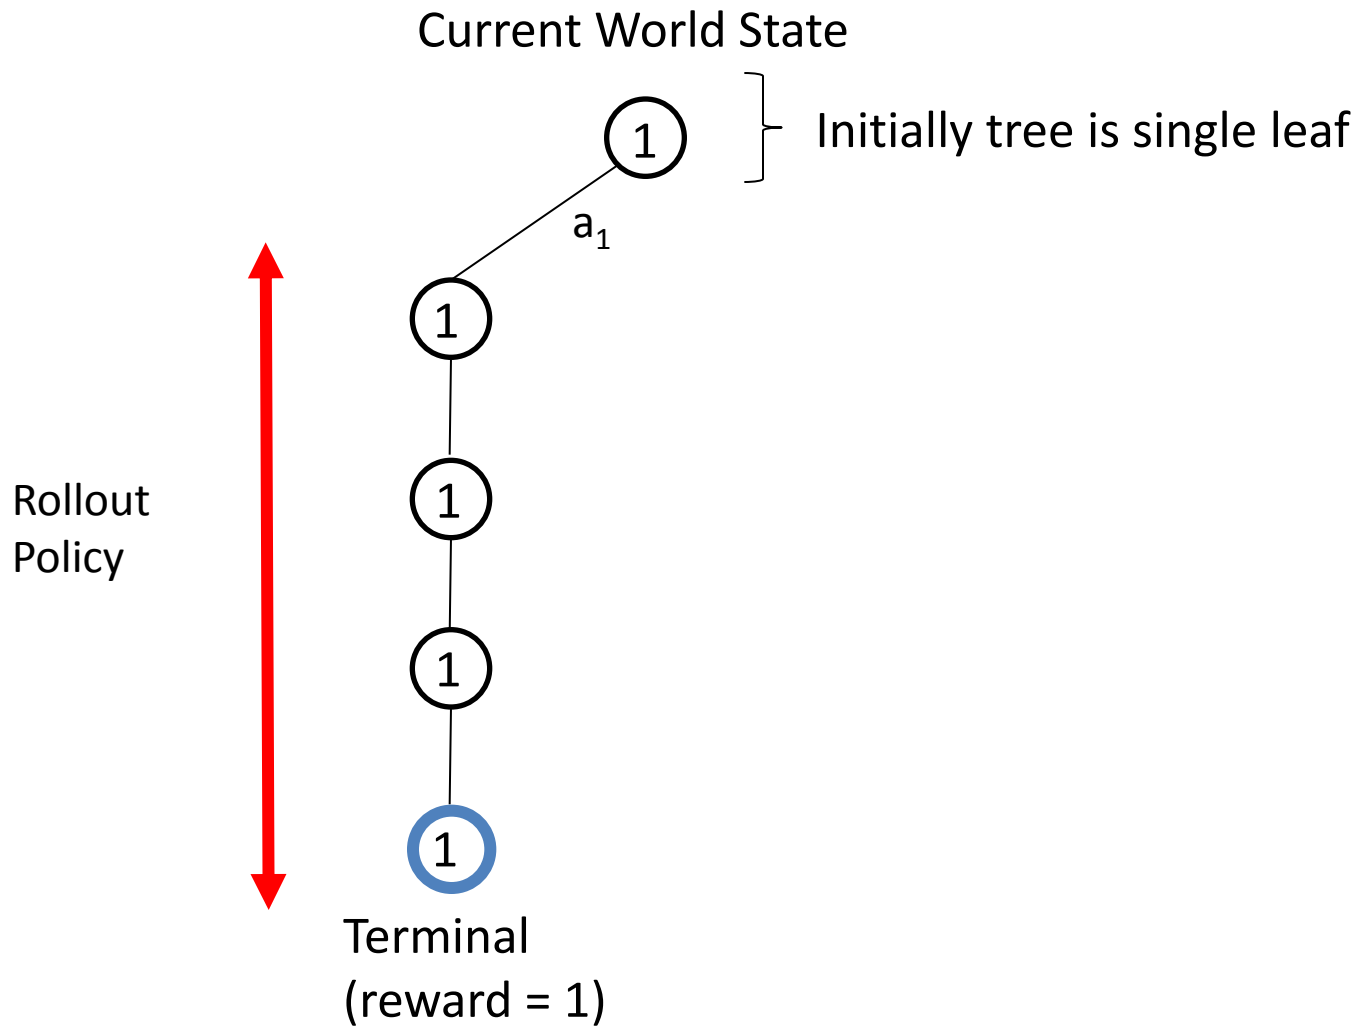 Current World State
1
Initially tree is single leaf
a₁
1
Rollout
Policy
1
1
1
Terminal
(reward = 1)